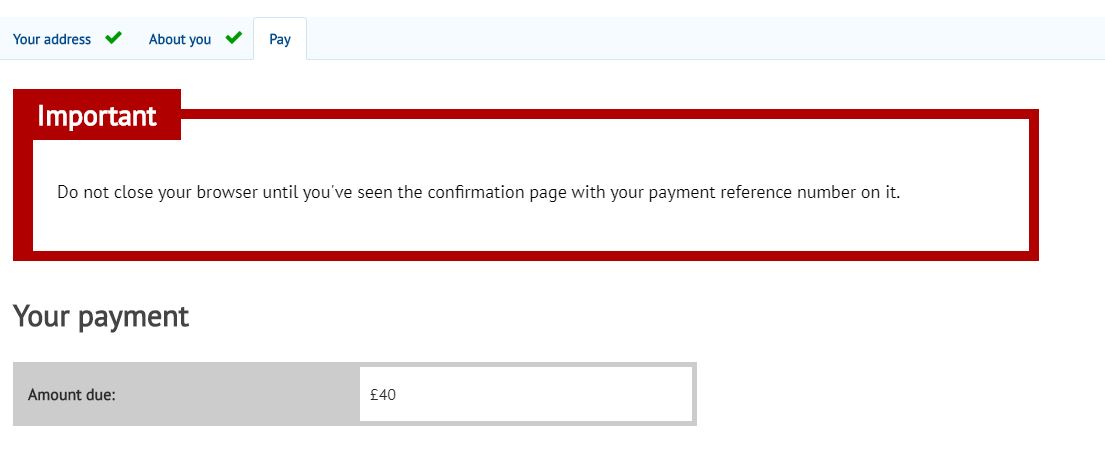 Your address About you Pay
Important
Do not close your browser until you've seen the confirmation page with your payment reference number on it.
Your payment
Amount due: £40